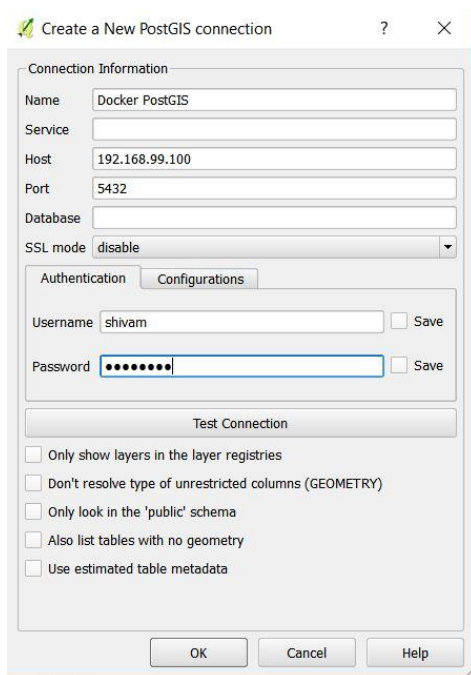 Create a New PostGIS connection ? ×
Connection Information
Name Docker PostGIS
Service
Host 192.168.99.100
Port 5432
Database
SSL mode disable
Authentication Configurations
Username shivam Save
Password ●●●●●●●● Save
Test Connection
Only show layers in the layer registries
Don't resolve type of unrestricted columns (GEOMETRY)
Only look in the 'public' schema
Also list tables with no geometry
Use estimated table metadata
OK Cancel Help